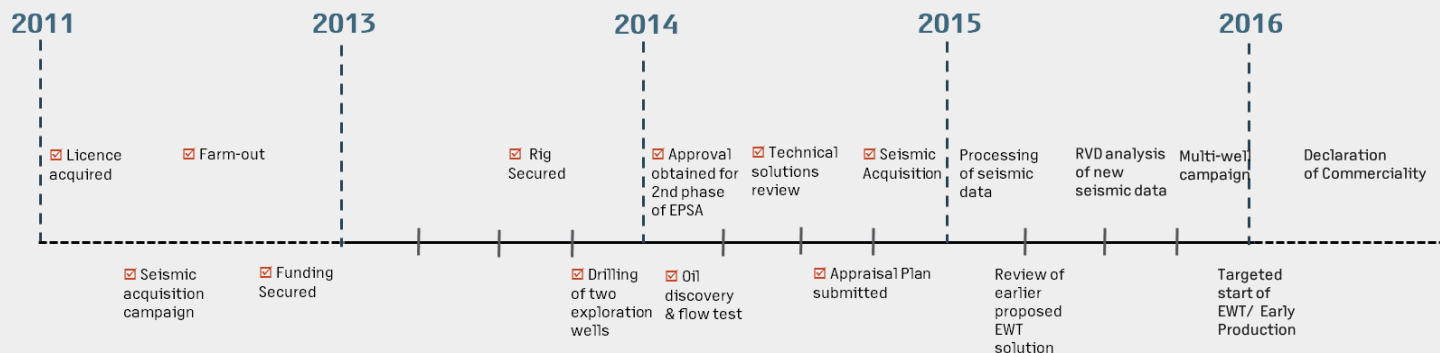 2011
2013
2014
2015
2016
Licence
acquired
Farm-out
Rig
Secured
Approval
obtained for
2nd phase
of EPSA
Technical
solutions
review
Seismic
Acquisition
Processing
of seismic
data
RVD analysis
of new
seismic data
Multi-well
campaign
Declaration
of Commerciality
Seismic
acquisition
campaign
Funding
Secured
Drilling
of two
exploration
wells
Oil
discovery
& flow test
Appraisal Plan
submitted
Review of
earlier
proposed
EWT
solution
Targeted
start of
EWT/ Early
Production